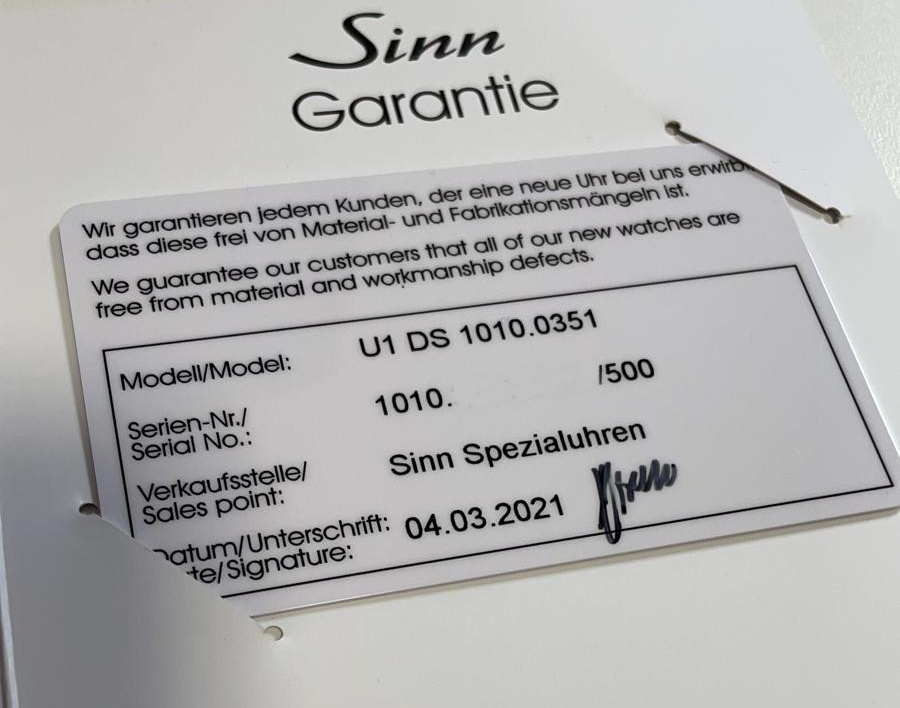 Sinn
Garantie
Wir garantieren jedem Kunden, der eine neue Uhr bei uns
dass diese frei von Material- und Fabrikationsmängeln ist.
We guarantee our customers that all of our new watches are
free from material and workmanship defects.
Modell/Model: U1 DS 1010.0351
Serien-Nr./
Serial No.: 1010. /500
Verkaufsstelle/
Sales point: Sinn Spezialuhren
Datum/Unterschrift: 04.03.2021
te/Signature: